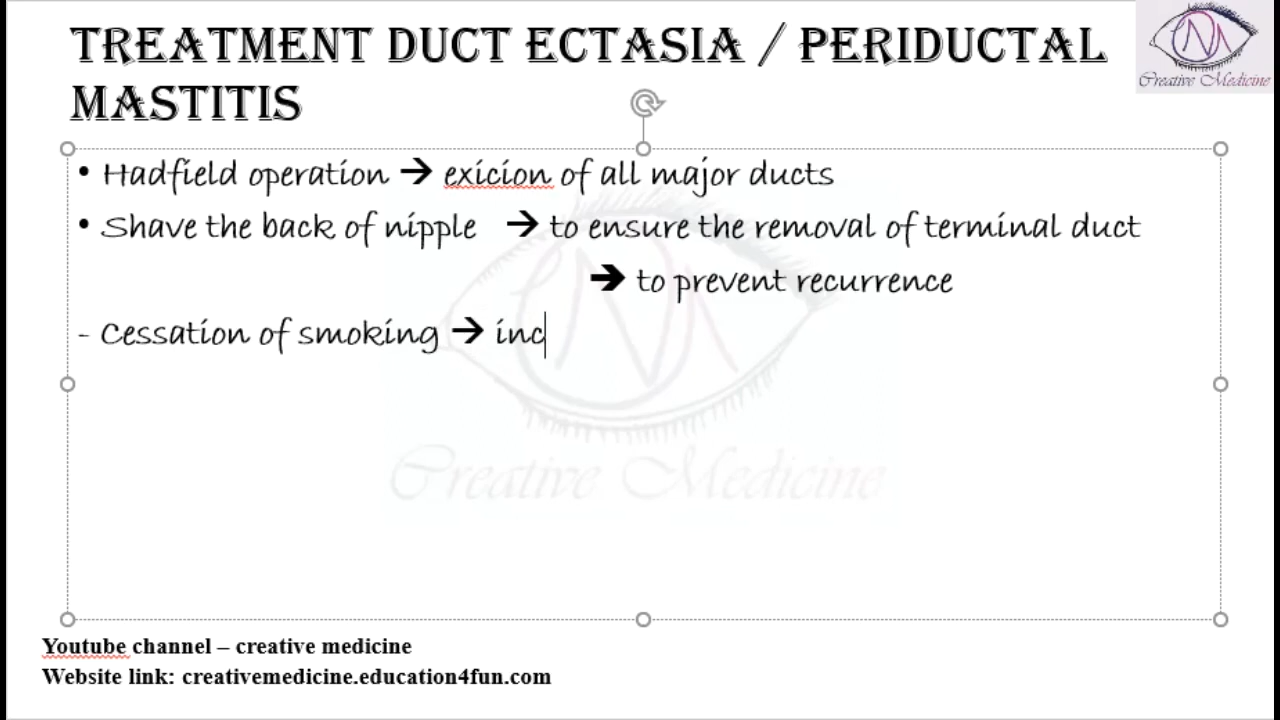 TREATMENT DUCT ECTASIA / PERIDUCTAL
MASTITIS
Creative Medicine
• Hadfield operation → exicion of all major ducts
• Shave the back of nipple → to ensure the removal of terminal duct
→ to prevent recurrence
- Cessation of smoking → inc
Creative Medicine
Youtube channel – creative medicine
Website link: creativemedicine.education4fun.com